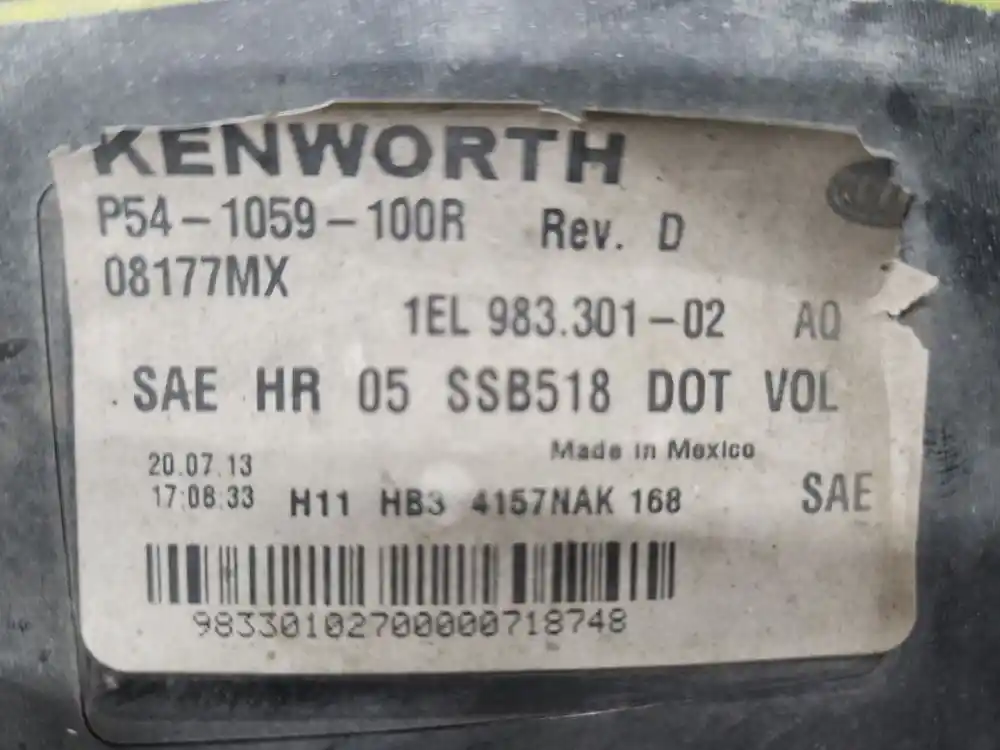 KENWORTH
P54-1059-100R Rev. D
08177MX
1EL 983.301-02 AQ
SAE HR 05 SSB518 DOT VOL
Made in Mexico
20.07.13
17:08:33 H11 HB3 4157NAK 168 SAE
98330102700000718748